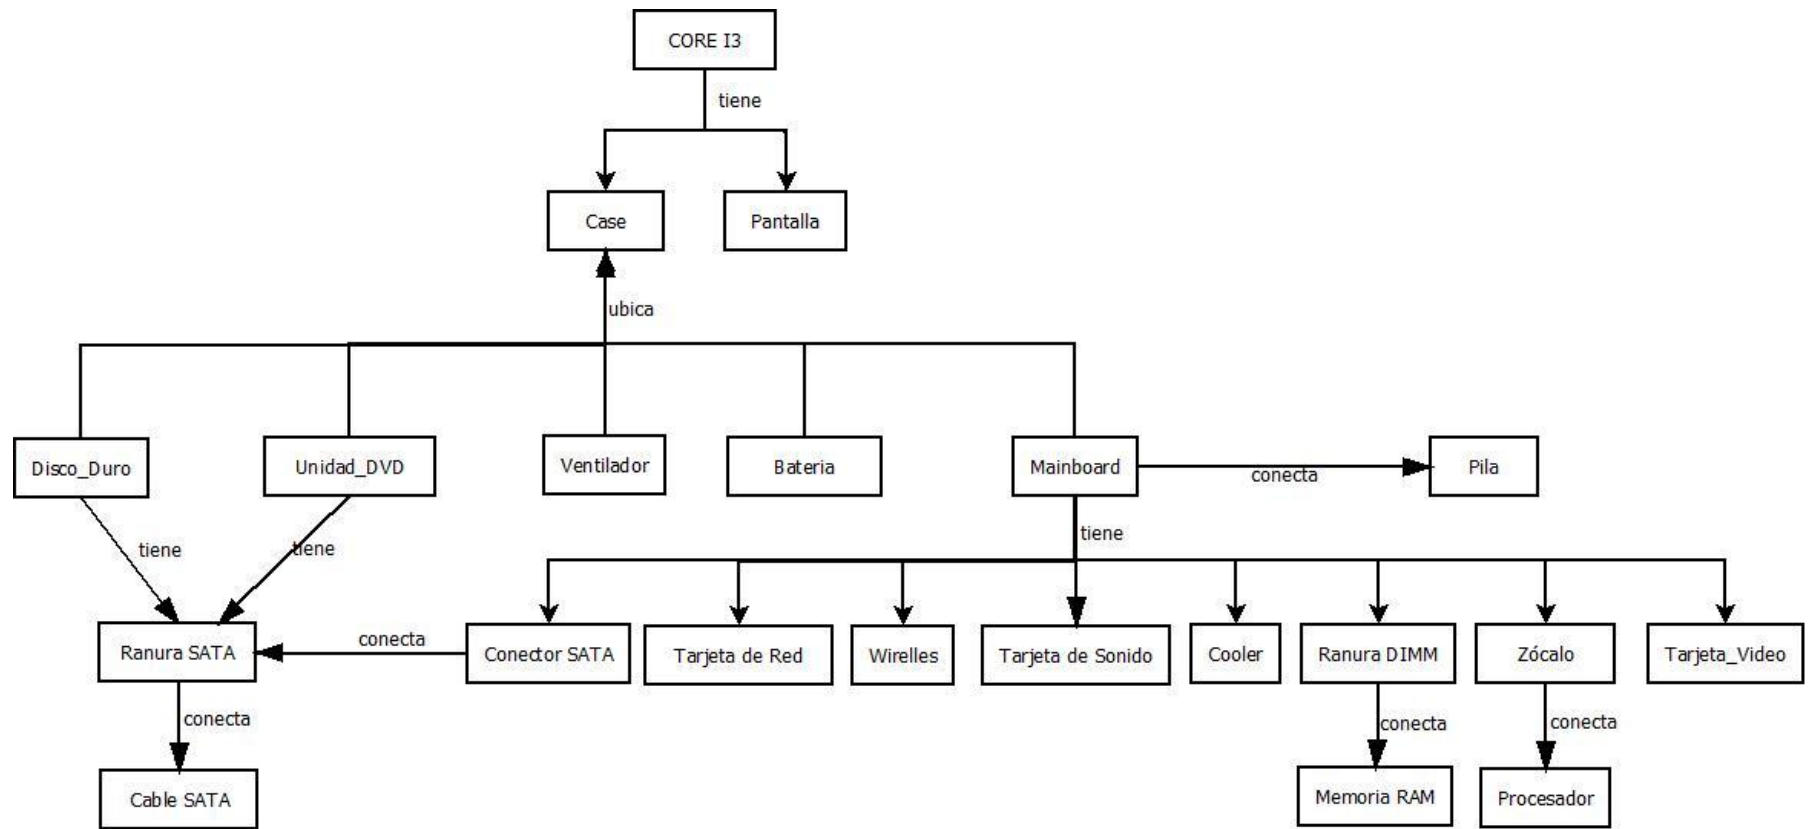 CORE I3
tiene
Case
Pantalla
ubica
Disco_Duro
Unidad_DVD
Ventilador
Bateria
Mainboard
conecta
Pila
tiene
tiene
tiene
conecta
Ranura SATA
Conector SATA
Tarjeta de Red
Wirelles
Tarjeta de Sonido
Cooler
Ranura DIMM
Zócalo
Tarjeta_Video
conecta
conecta
conecta
Cable SATA
Memoria RAM
Procesador